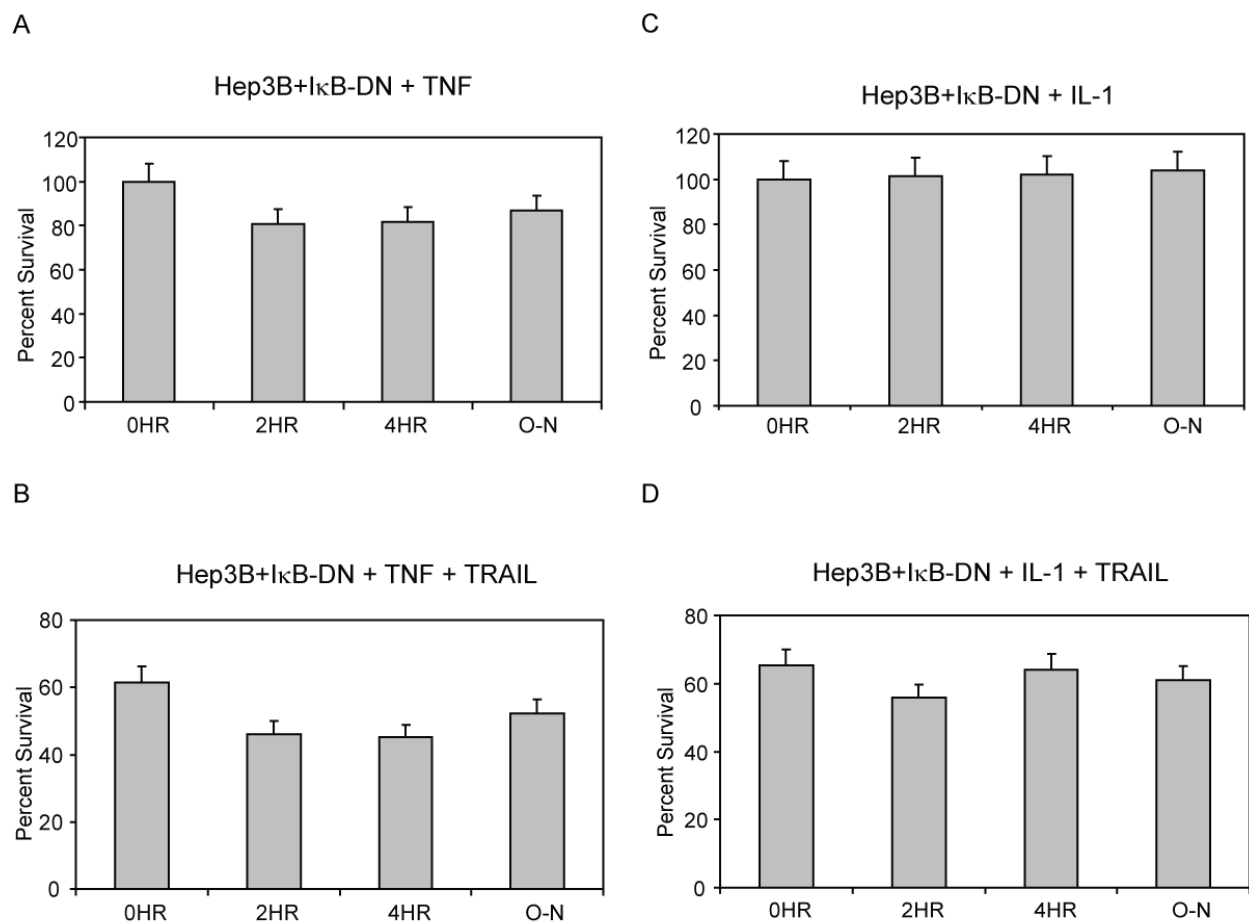 A
Hep3B+IκB-DN + TNF
Percent Survival
120
100
80
60
40
20
0
0HR 2HR 4HR O-N
B
Hep3B+IκB-DN + TNF + TRAIL
Percent Survival
80
60
40
20
0
0HR 2HR 4HR O-N
C
Hep3B+IκB-DN + IL-1
Percent Survival
120
100
80
60
40
20
0
0HR 2HR 4HR O-N
D
Hep3B+IκB-DN + IL-1 + TRAIL
Percent Survival
80
60
40
20
0
0HR 2HR 4HR O-N